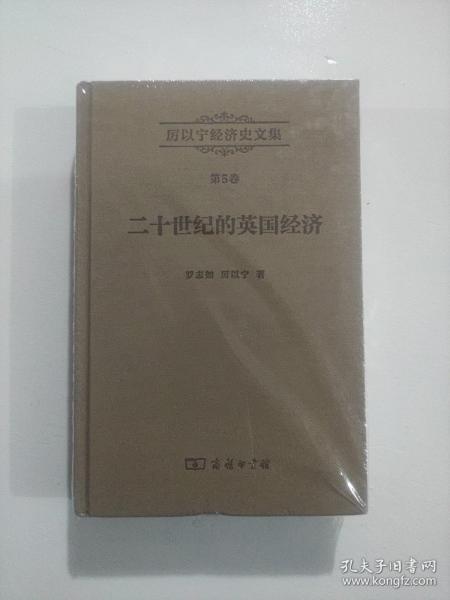 厉以宁经济史文集
第5卷
二十世纪的英国经济
罗志如 厉以宁 著
商务印书馆
孔夫子旧书网
www.kongfz.com